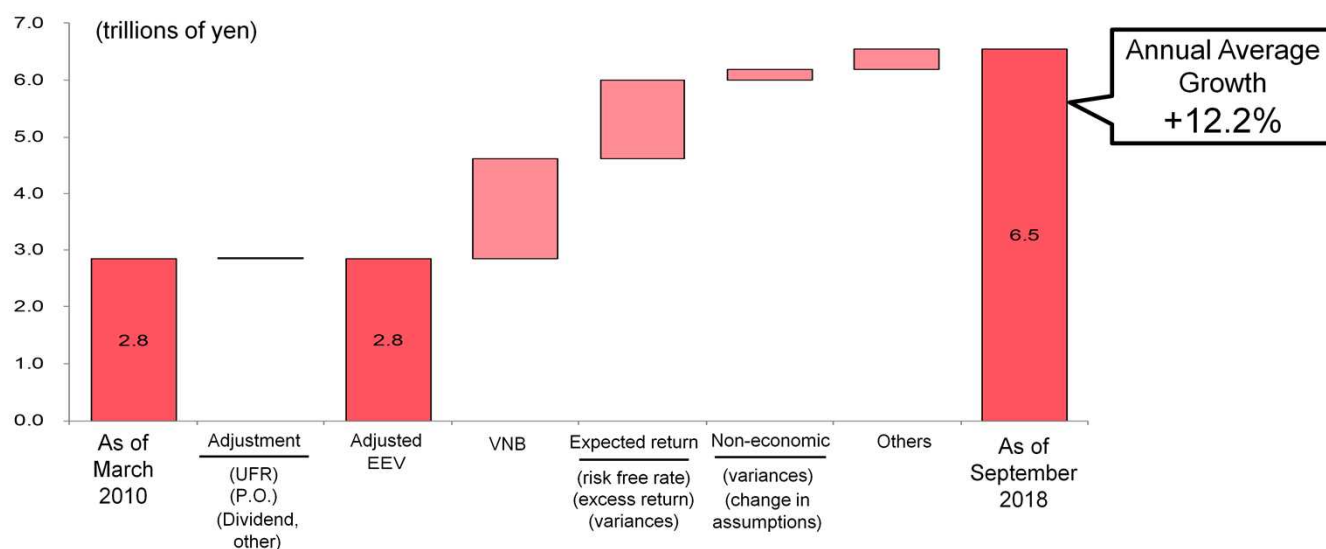 (trillions of yen)
7.0
6.0
5.0
4.0
3.0
2.0
1.0
0.0
2.8
2.8
6.5
Annual Average
Growth
+12.2%
As of
March
2010
Adjustment
(UFR)
(P.O.)
(Dividend,
other)
Adjusted
EEV
VNB
Expected return
(risk free rate)
(excess return)
(variances)
Non-economic
(variances)
(change in
assumptions)
Others
As of
September
2018